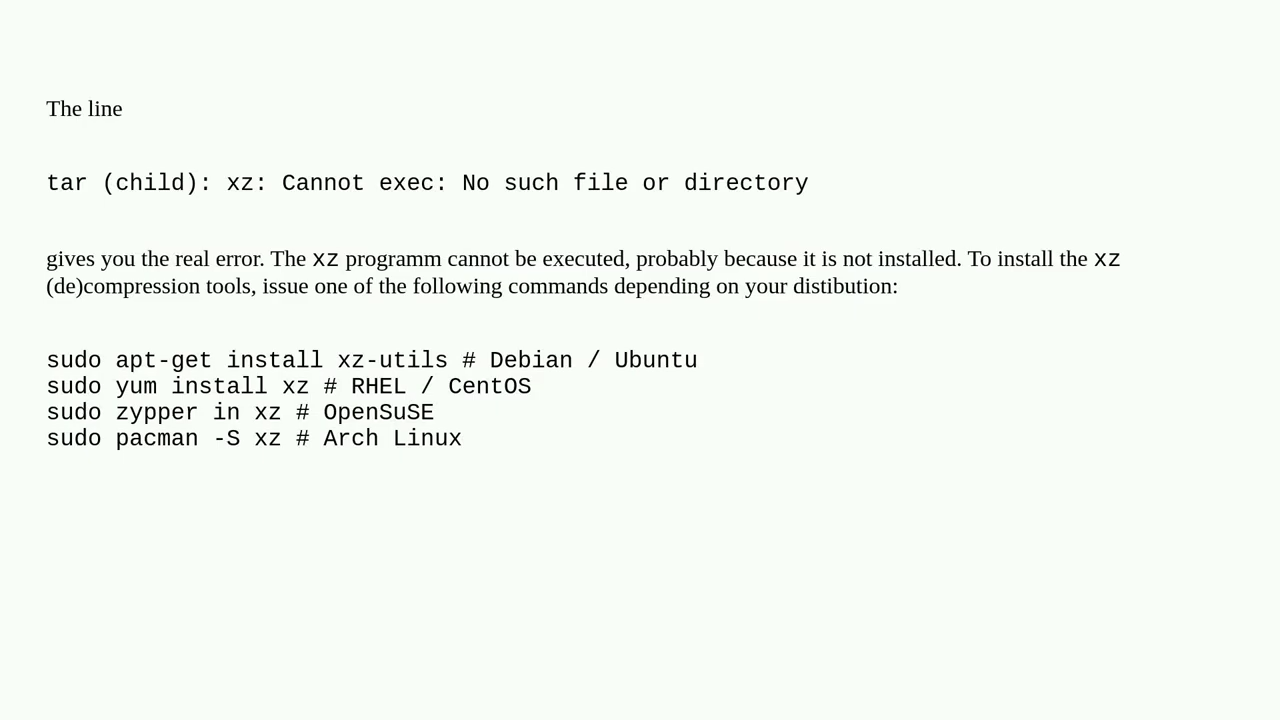 The line
tar (child): xz: Cannot exec: No such file or directory
gives you the real error. The xz programm cannot be executed, probably because it is not installed. To install the xz
(de)compression tools, issue one of the following commands depending on your distibution:
sudo apt-get install xz-utils # Debian / Ubuntu
sudo yum install xz # RHEL / CentOS
sudo zypper in xz # OpenSuSE
sudo pacman -S xz # Arch Linux